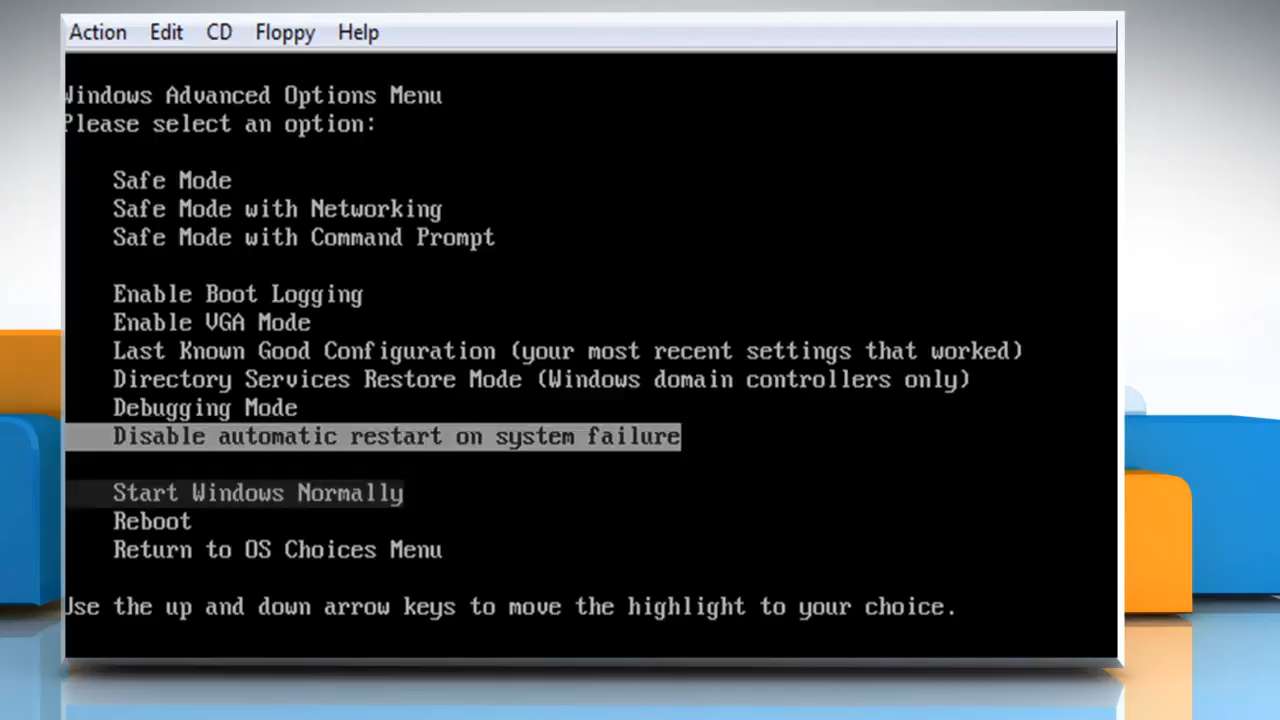 Action Edit CD Floppy Help
Windows Advanced Options Menu
Please select an option:
Safe Mode
Safe Mode with Networking
Safe Mode with Command Prompt
Enable Boot Logging
Enable VGA Mode
Last Known Good Configuration (your most recent settings that worked)
Directory Services Restore Mode (Windows domain controllers only)
Debugging Mode
Disable automatic restart on system failure
Start Windows Normally
Reboot
Return to OS Choices Menu
Use the up and down arrow keys to move the highlight to your choice.